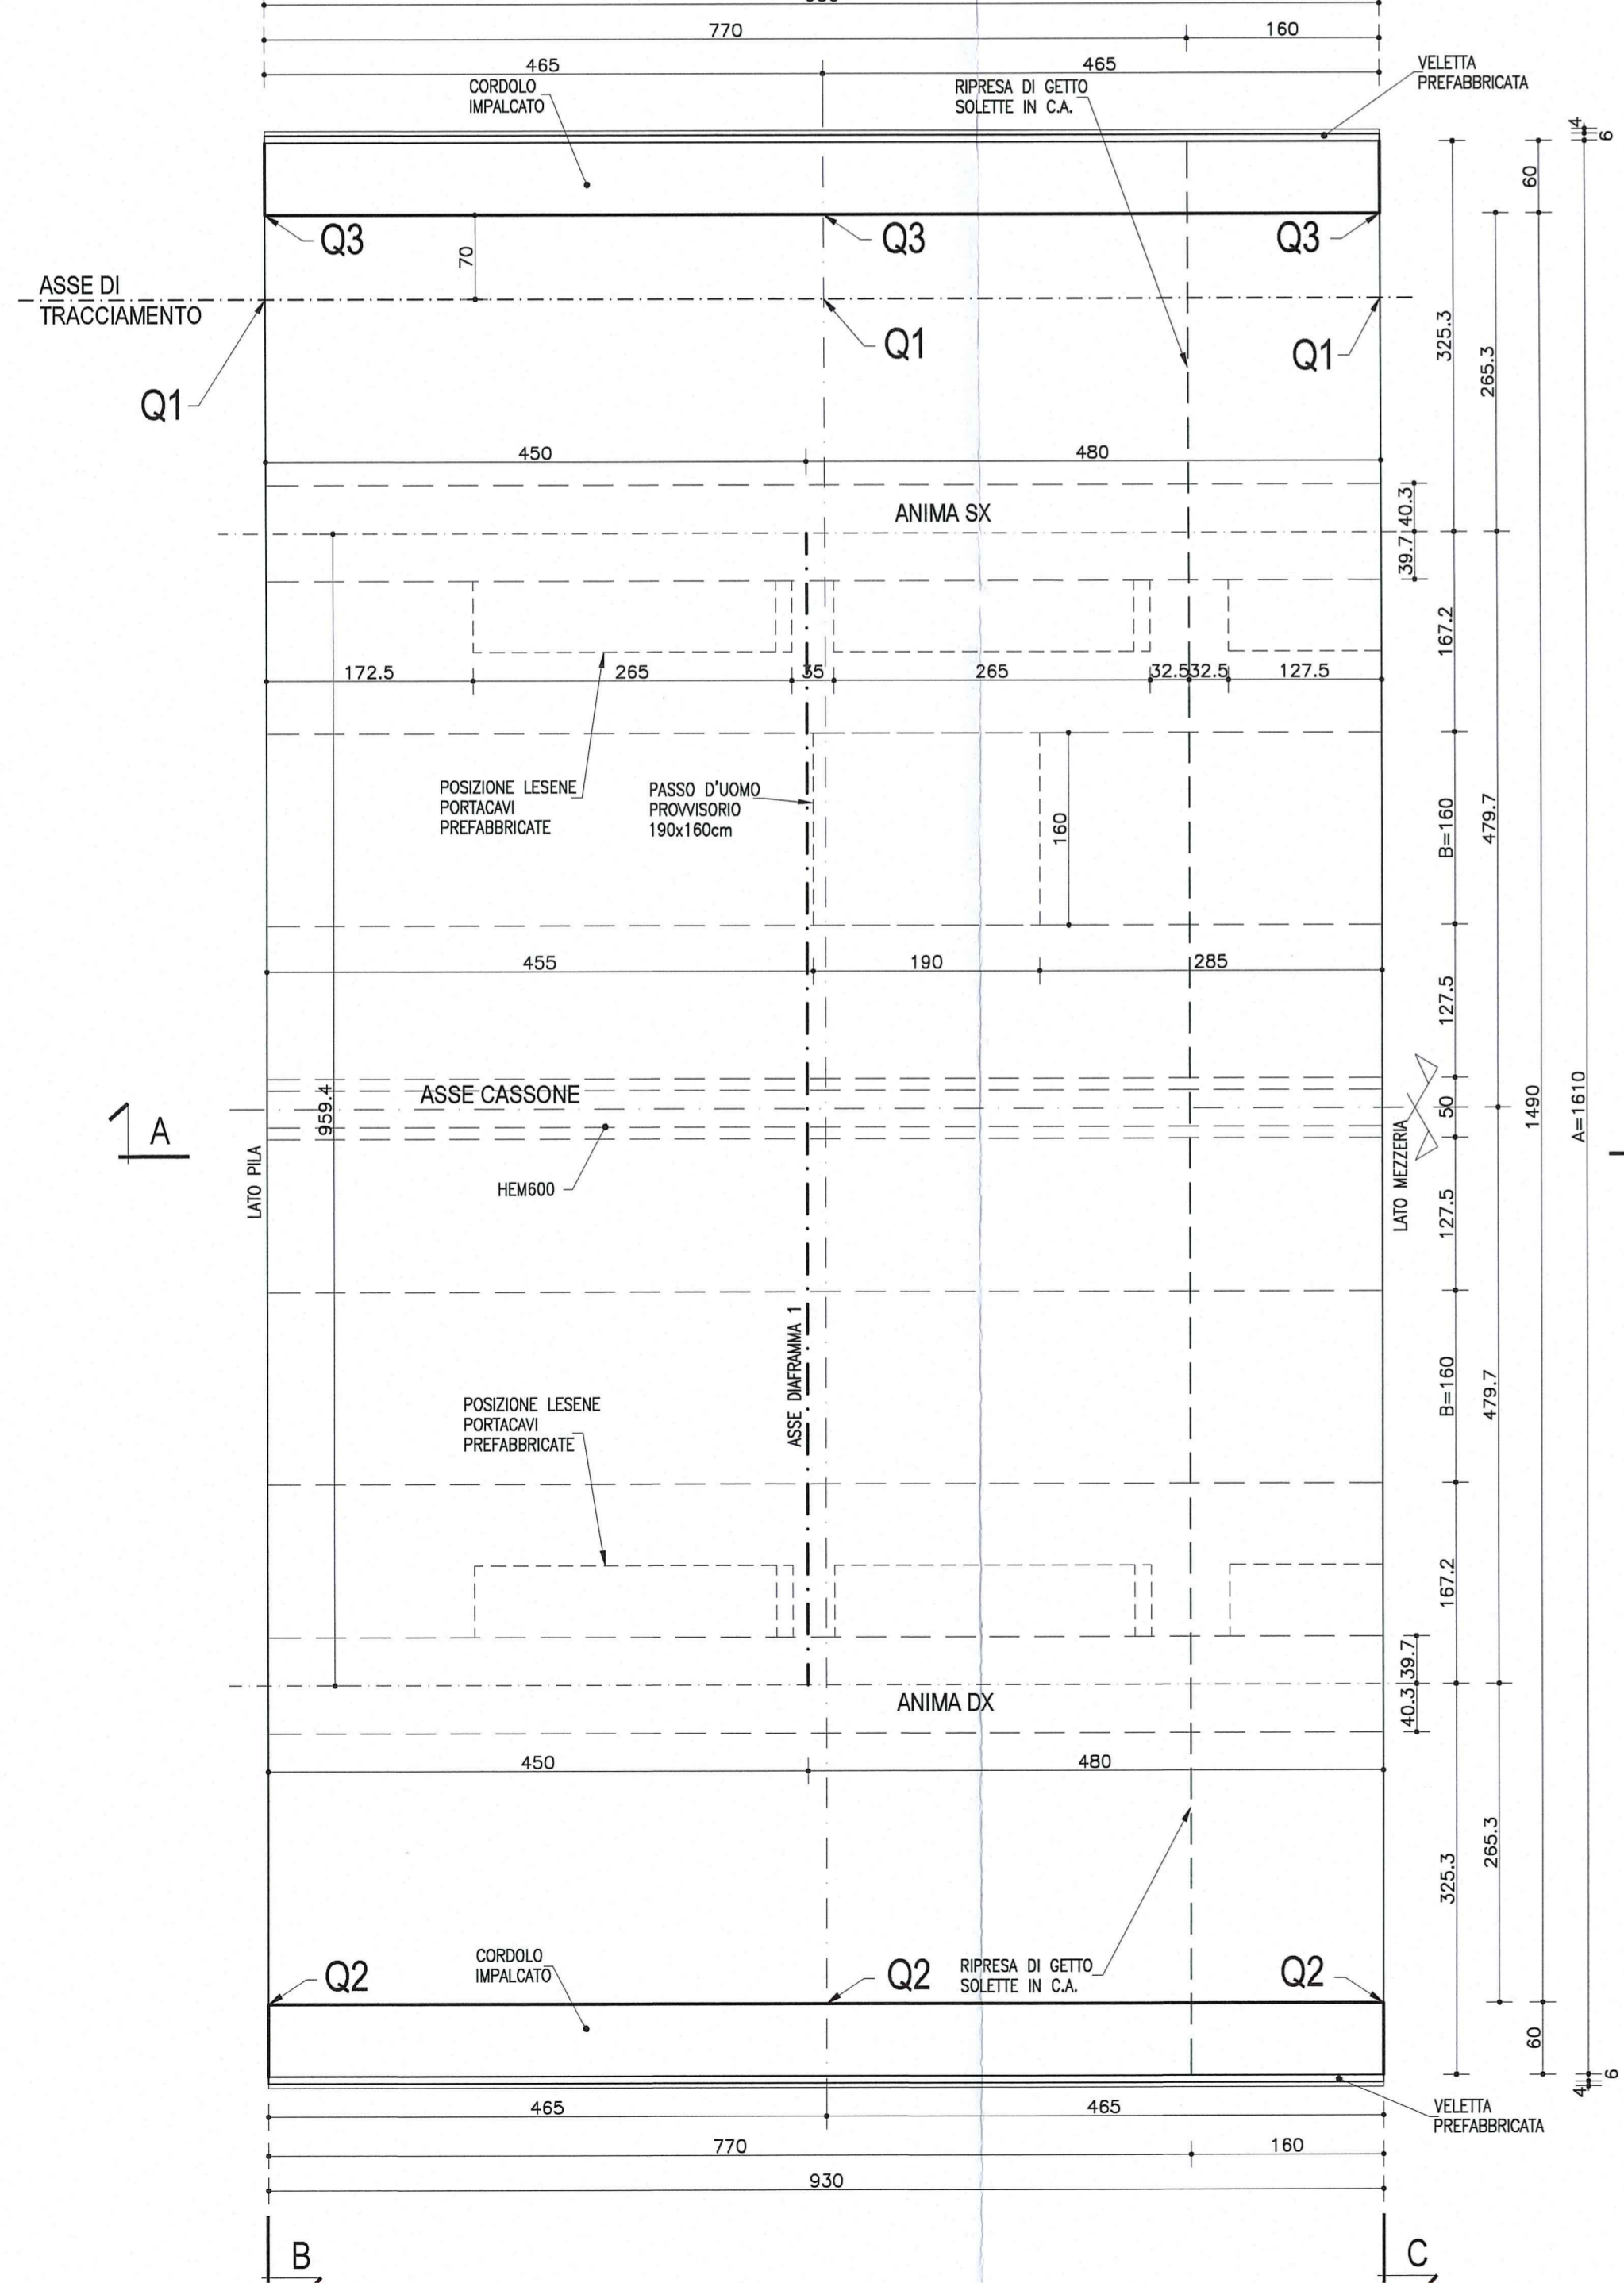 770
160
465
465
CORDOLO
IMPALCATO
RIPRESA DI GETTO
SOLETTE IN C.A.
VELETTA
PREFABBRICATA
4
6
60
Q3
Q3
Q3
70
ASSE DI
TRACCIAMENTO
Q1
Q1
Q1
325.3
265.3
450
480
ANIMA SX
40.3
39.7
167.2
172.5
265
35
265
32.5
32.5
127.5
POSIZIONE LESENE
PORTACAVI
PREFABBRICATE
PASSO D'UOMO
PROVVISORIO
190x160cm
160
B=160
479.7
455
190
285
127.5
959.4
ASSE CASSONE
50
1490
A=1610
A
LATO PILA
LATO MEZZERIA
HEM600
127.5
ASSE DIAFRAMMA 1
B=160
479.7
POSIZIONE LESENE
PORTACAVI
PREFABBRICATE
167.2
39.7
40.3
ANIMA DX
450
480
265.3
325.3
CORDOLO
IMPALCATO
Q2
Q2
Q2
RIPRESA DI GETTO
SOLETTE IN C.A.
60
6
4
465
465
VELETTA
PREFABBRICATA
770
160
930
B
C